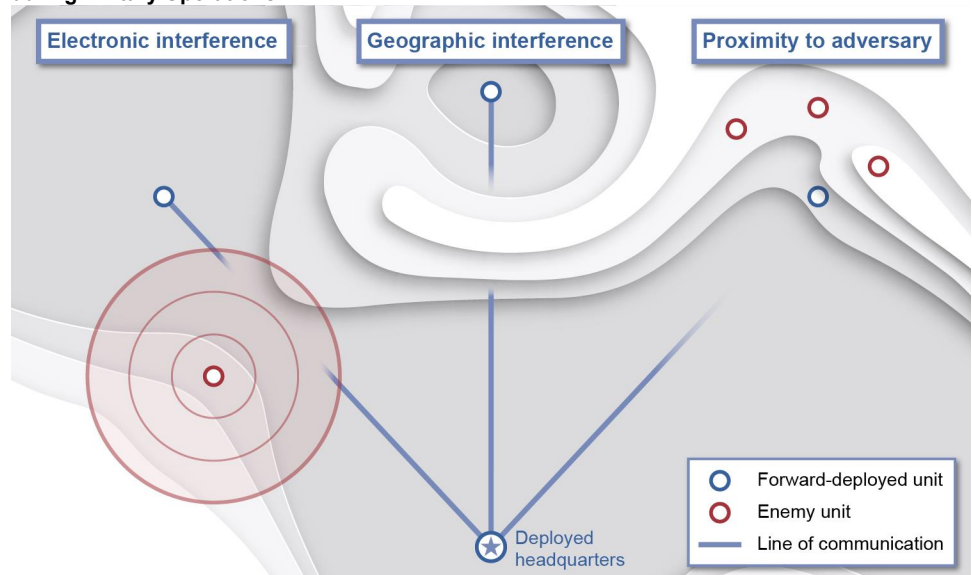 Electronic interference
Geographic interference
Proximity to adversary
Deployed
headquarters
Forward-deployed unit
Enemy unit
Line of communication